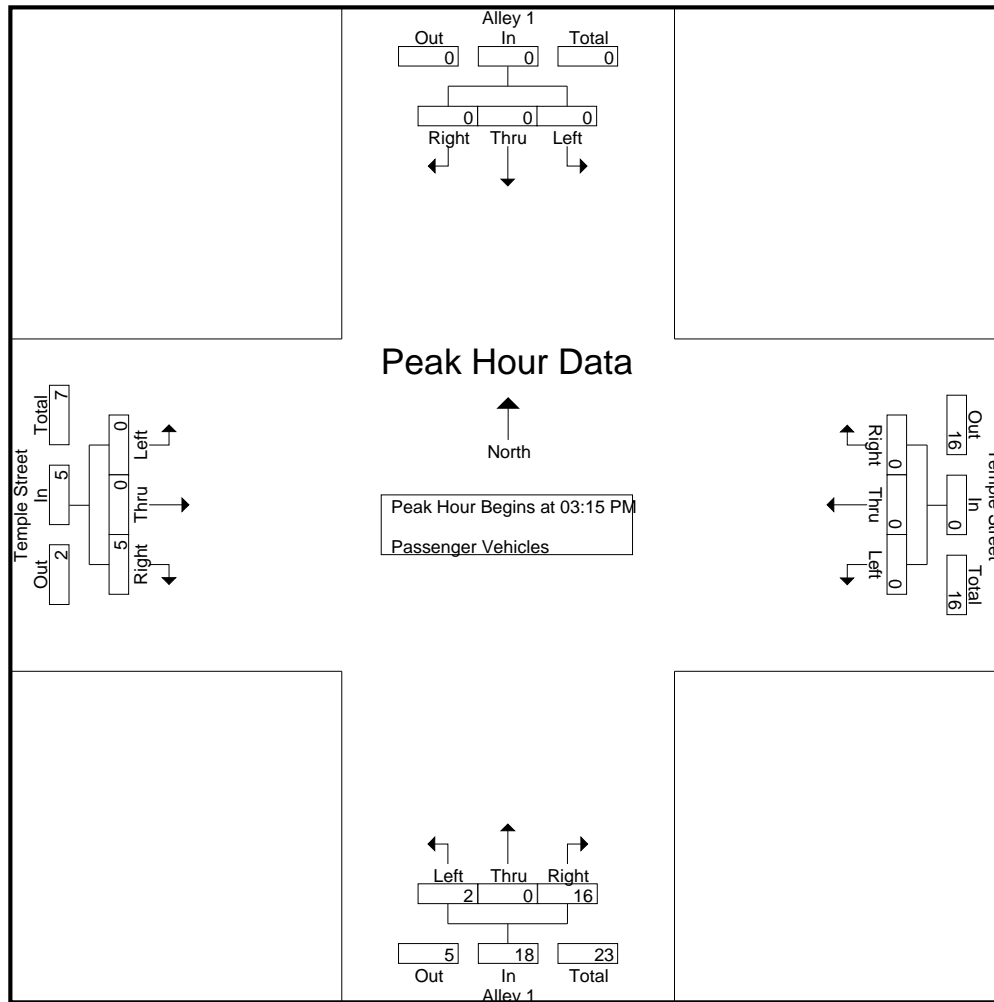 Alley 1
Out In Total
0 0 0
0 0 0
Right Thru Left
Peak Hour Data
North
Peak Hour Begins at 03:15 PM
Passenger Vehicles
Temple Street
Total In Out
7 5 2
0 0 5
Left Thru Right
Temple Street
Out In Total
16 0 16
0 0 0
Right Thru Left
Left Thru Right
2 0 16
5 18 23
Out In Total
Alley 1